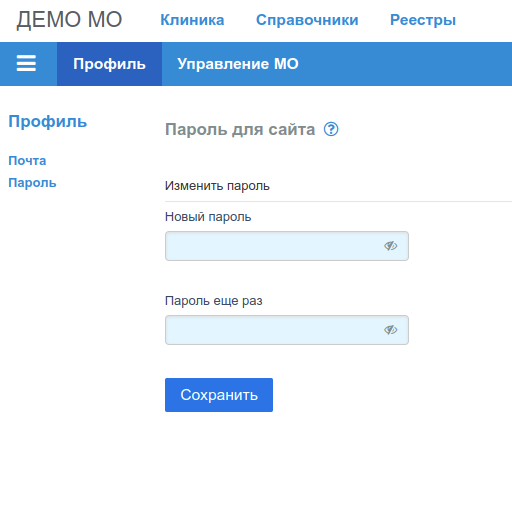 ДЕМО МО Клиника Справочники Реестры
Профиль Управление МО
Профиль
Почта
Пароль
Пароль для сайта ?
Изменить пароль
Новый пароль
Пароль еще раз
Сохранить